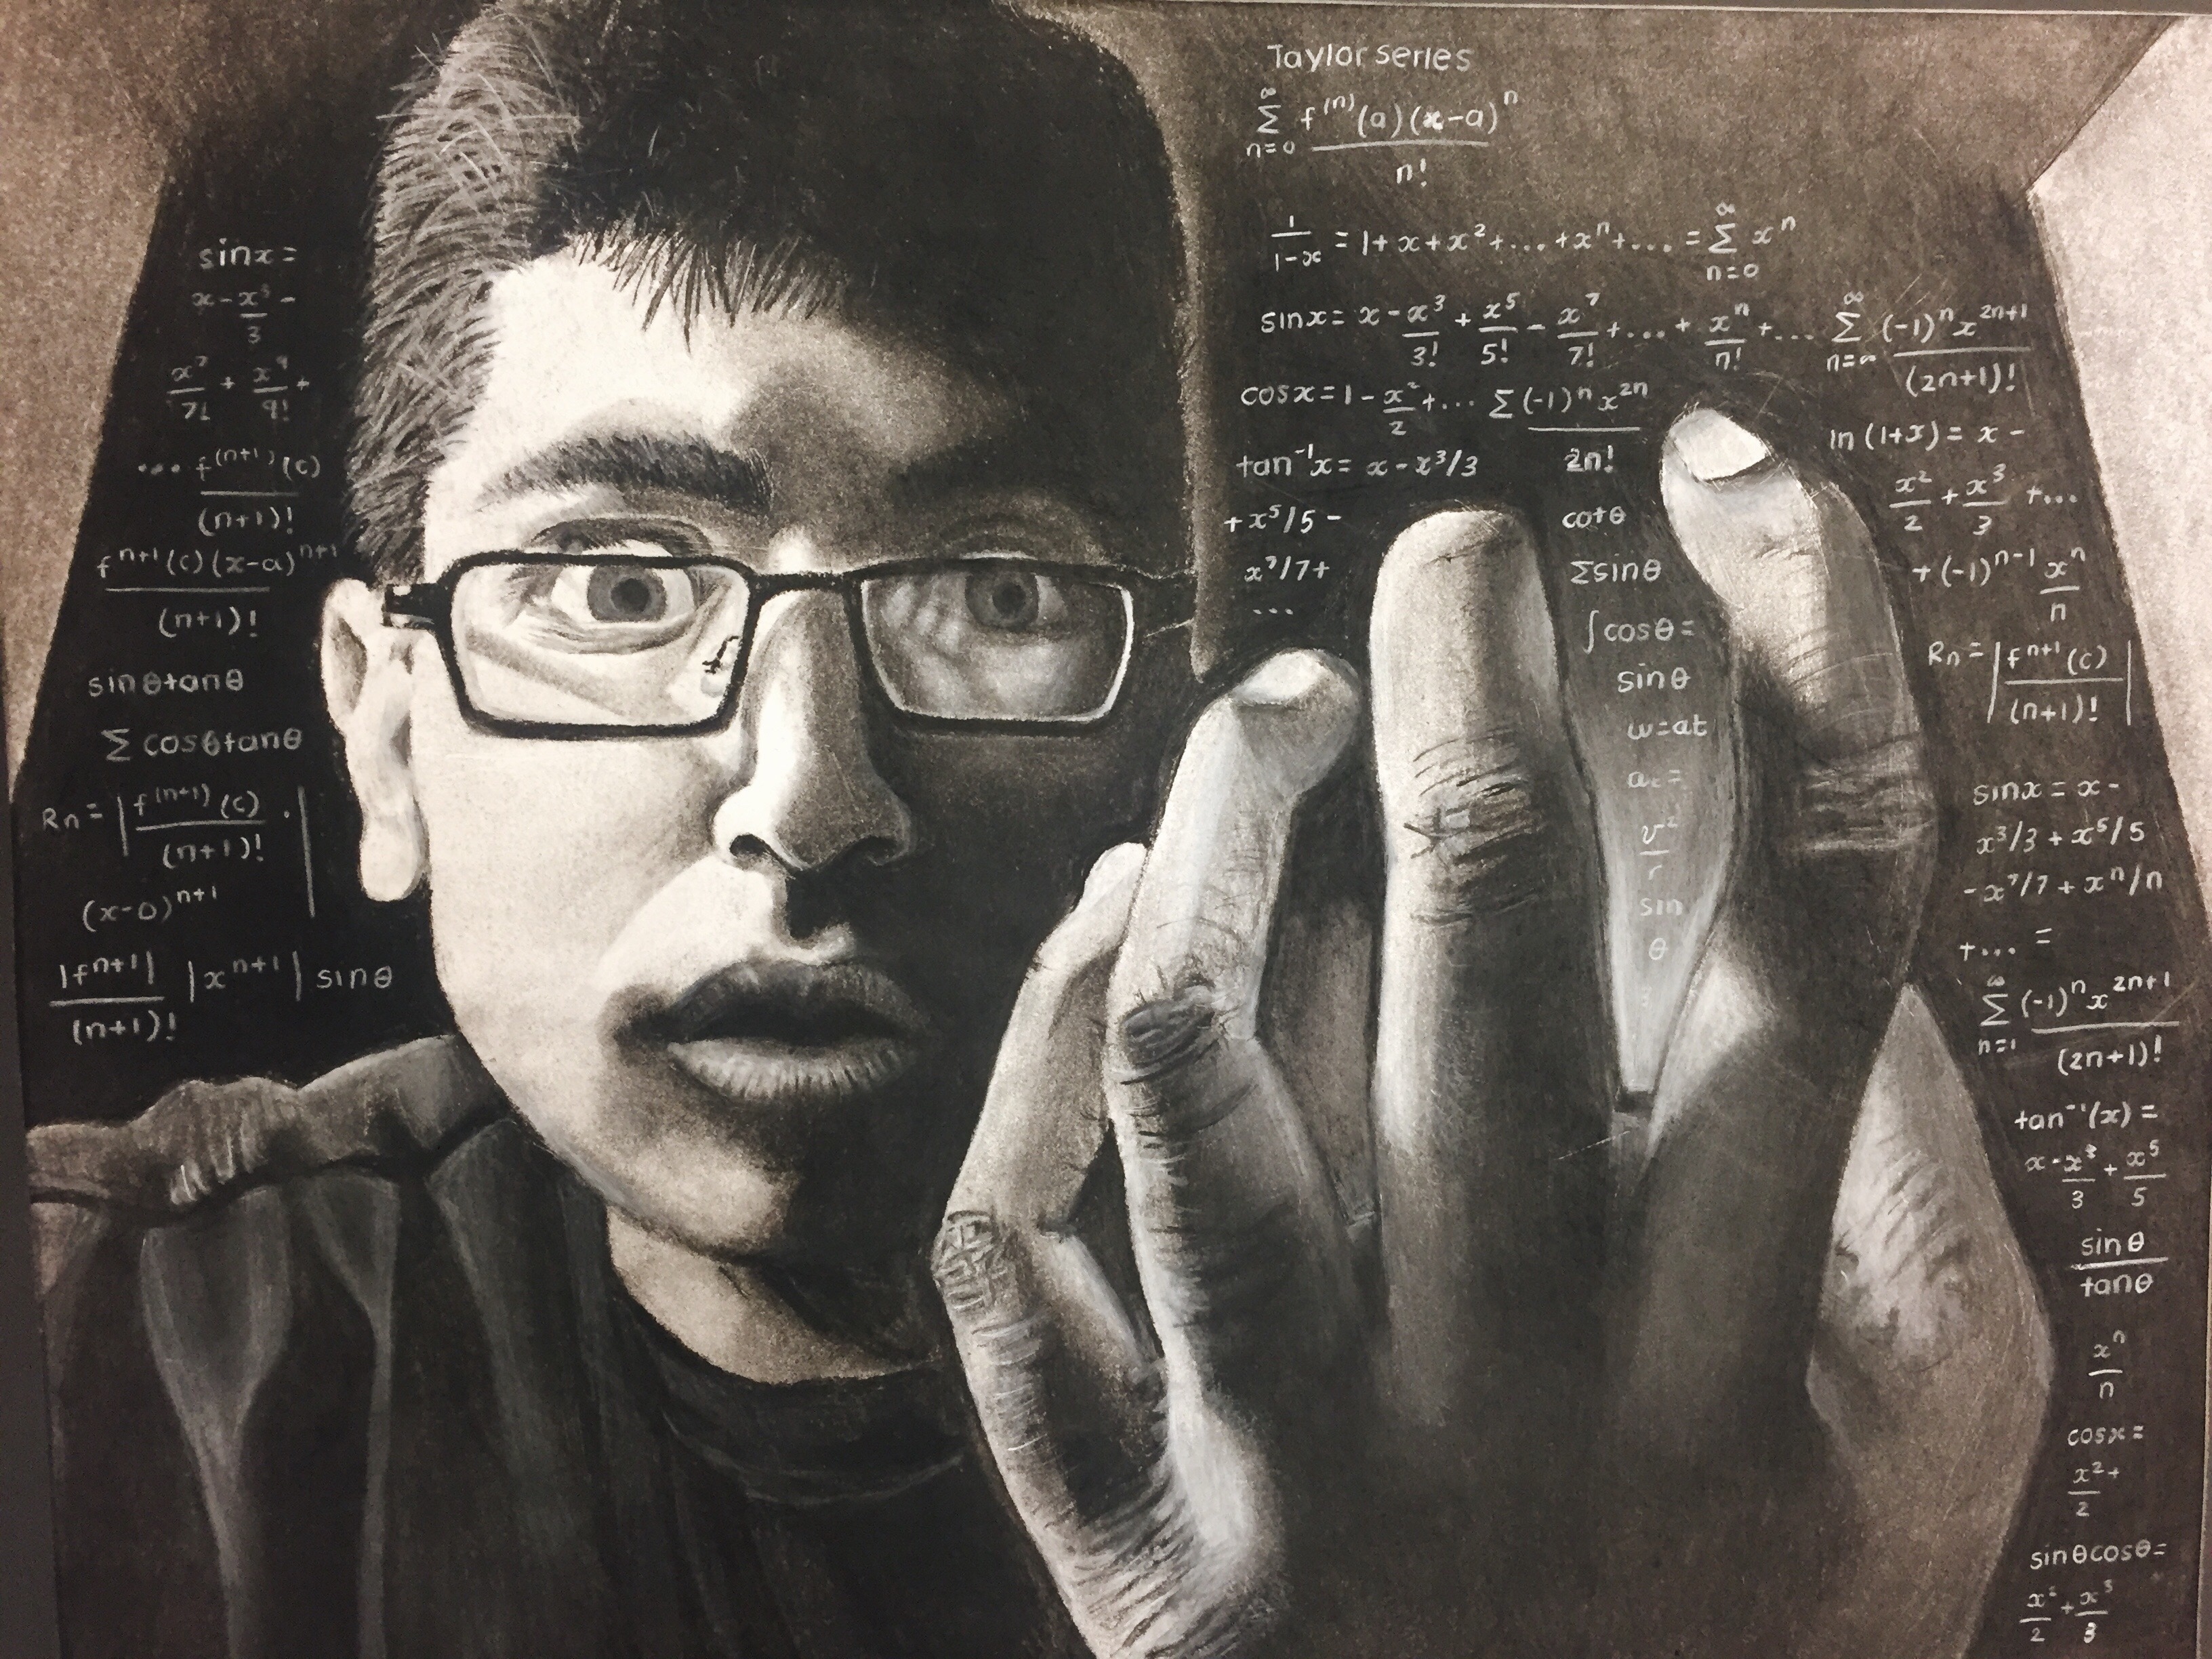 Taylor series
∞
Σ f⁽ⁿ⁾(a)(x-a)ⁿ
n=0 n!
1/1-x = 1+x+x²+...+xⁿ+... = ∞Σn=0 xⁿ
sinx= x - x³/3! + x⁵/5! - x⁷/7! +...+ xⁿ/n! +... ∞Σn=∞ (-1)ⁿx²ⁿ⁺¹/(2n+1)!
cosx=1-x²/2+... Σ(-1)ⁿx²ⁿ/2n!
tan⁻¹x= x-x³/3
+x⁵/5-
x⁷/7+
...
cotθ
Σsinθ
∫cosθ=
sinθ
ω=at
v²/r
sin
θ
ln(1+x)= x-
x²/2 + x³/3 +...
+(-1)ⁿ⁻¹ xⁿ/n
Rn= |fⁿ⁺¹(c)/(n+1)!|
sinx= x-
x³/3+x⁵/5
-x⁷/7+xⁿ/n
+... =
∞Σn=1 (-1)ⁿx²ⁿ⁺¹/(2n+1)!
tan⁻¹(x)=
x-x³/3+x⁵/5
sinθ/tanθ
xⁿ/n
cosx=
x²/2+
sinθcosθ=
x²/2+x³/3
sinx=
x-x³/3-
x⁷/7!+x⁹/9!+
... f⁽ⁿ⁺¹⁾(c)/(n+1)!
fⁿ⁺¹(c)(x-a)ⁿ⁺¹/(n+1)!
sinθtanθ
Σcosθtanθ
Rn= |f⁽ⁿ⁺¹⁾(c)/(n+1)! ·|
(x-0)ⁿ⁺¹
|fⁿ⁺¹|/(n+1)! |xⁿ⁺¹| sinθ